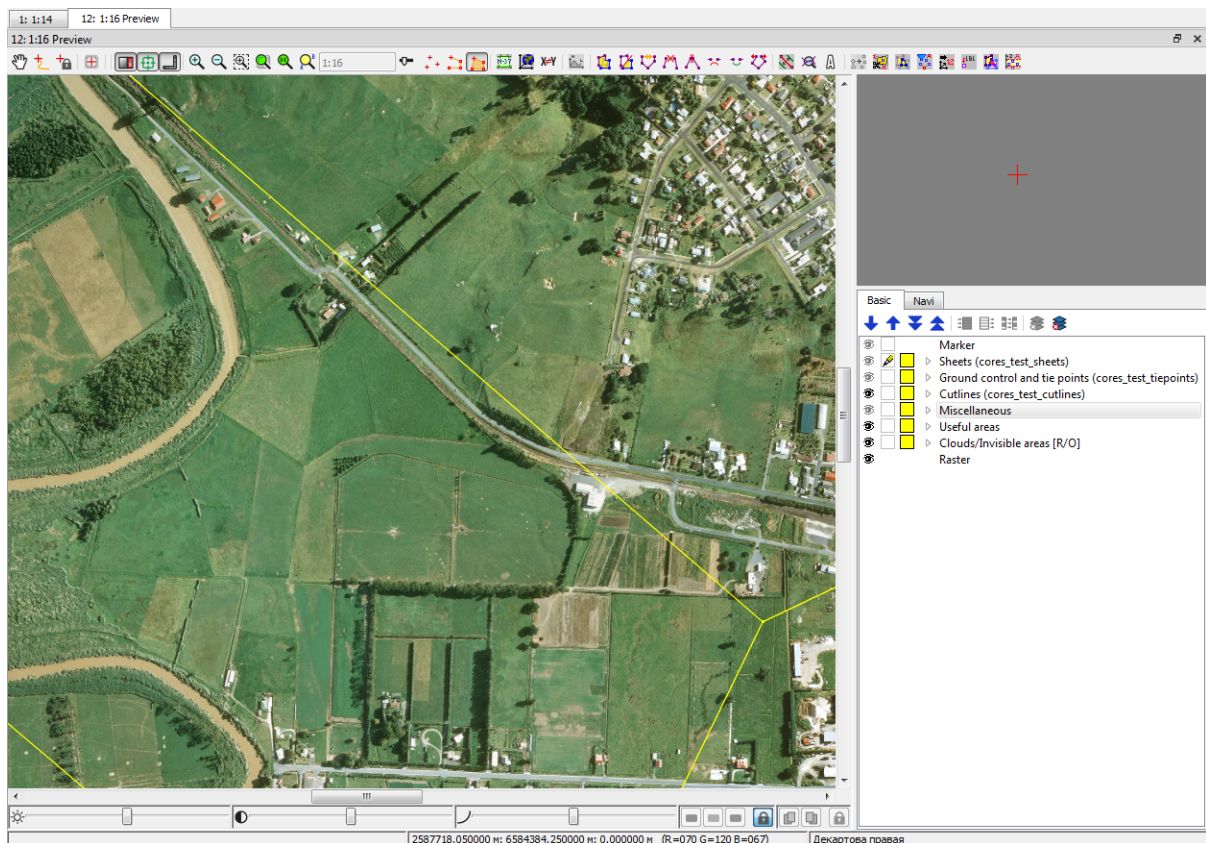 1: 1:14
12: 1:16 Preview
12: 1:16 Preview
1:16
Basic
Navi
Marker
Sheets (cores_test_sheets)
Ground control and tie points (cores_test_tiepoints)
Cutlines (cores_test_cutlines)
Miscellaneous
Useful areas
Clouds/Invisible areas [R/O]
Raster
2587718.050000 м: 6584384.250000 м: 0.000000 м (R=070 G=120 B=067)
Декартова правая